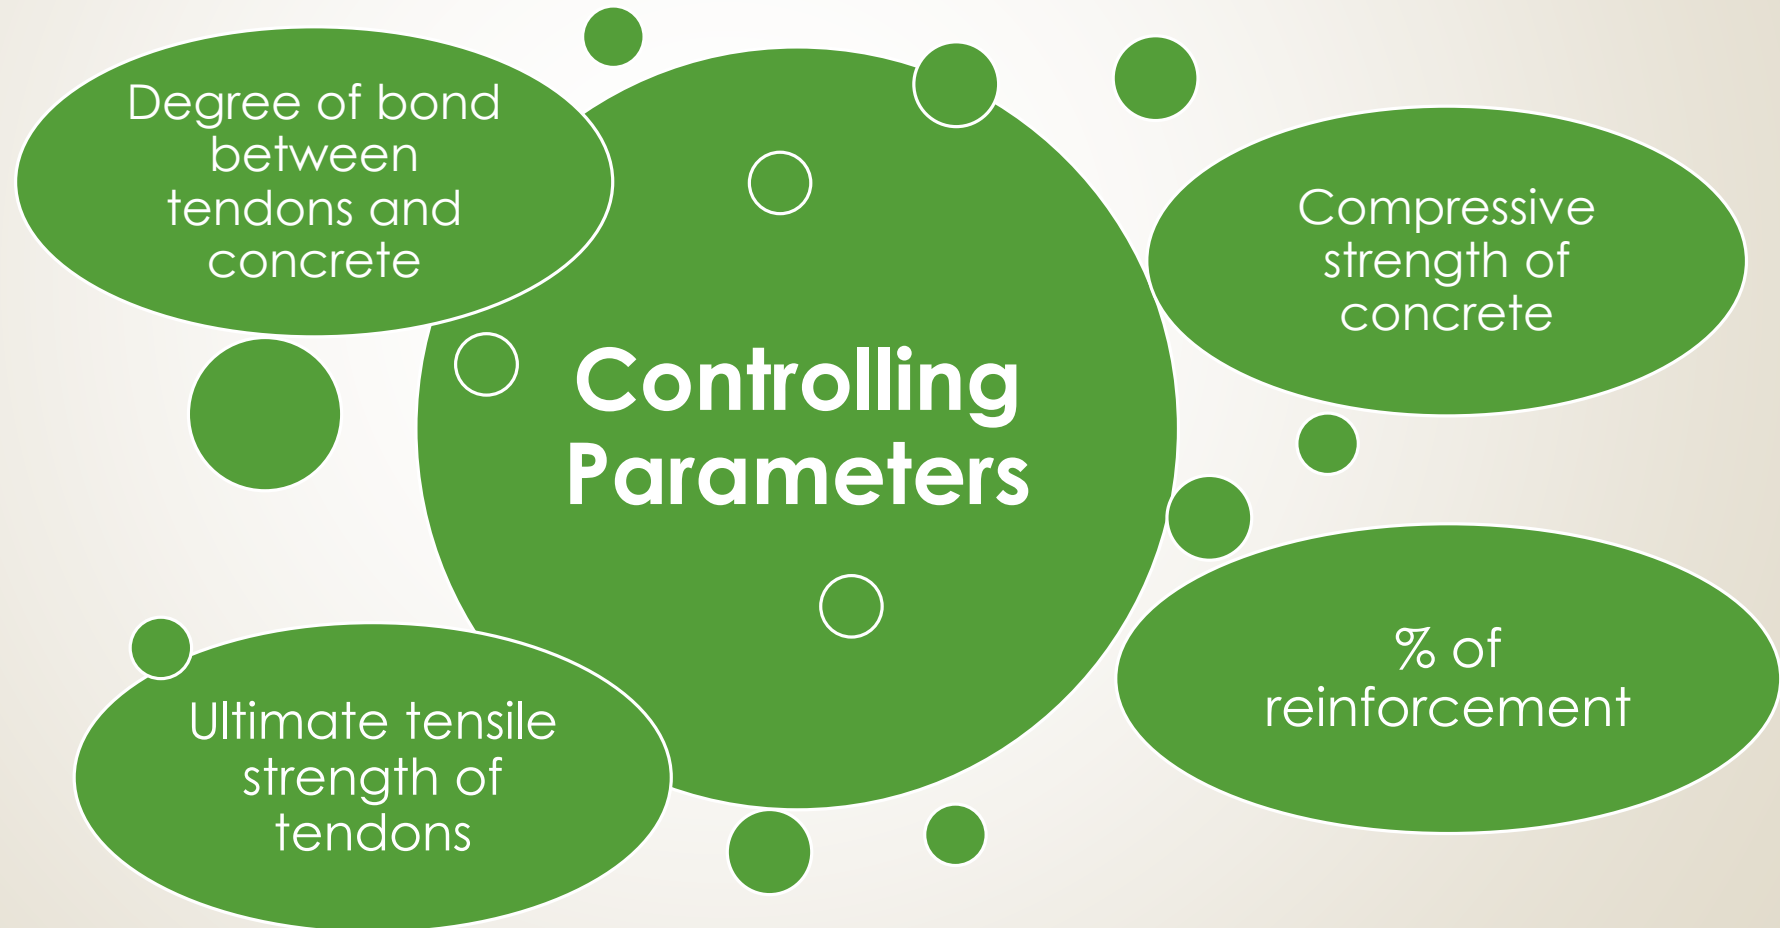 Degree of bond
between
tendons and
concrete
Controlling
Parameters
Compressive
strength of
concrete
% of
reinforcement
Ultimate tensile
strength of
tendons